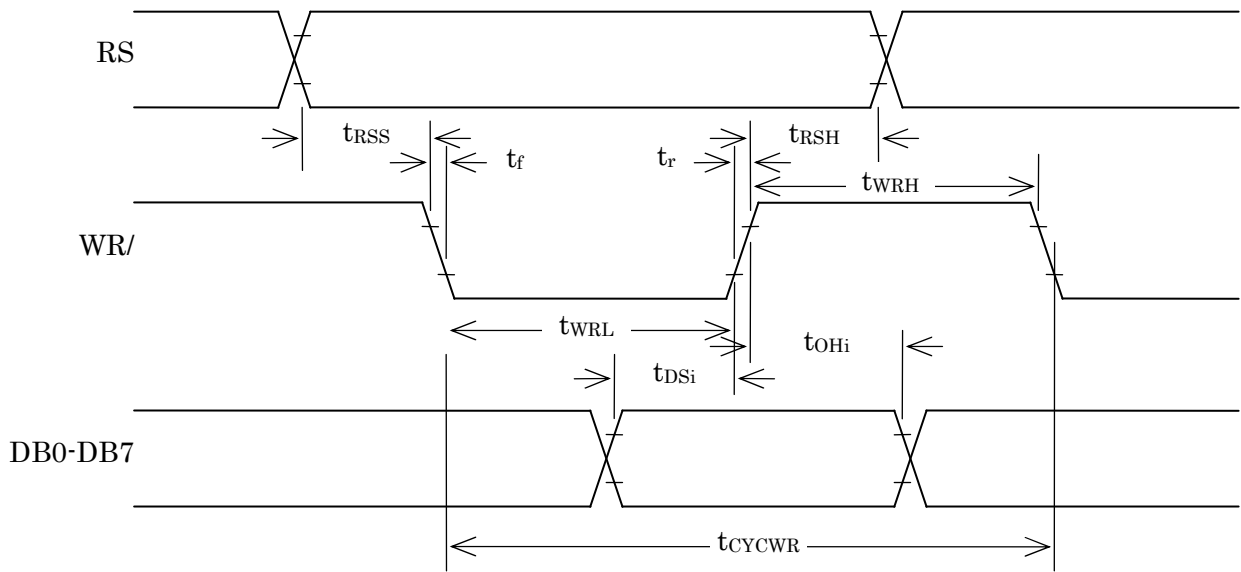 RS
tRSS
tf
tr
tRSH
tWRH
WR/
tWRL
tOHi
tDSi
DB0-DB7
tCYCWR